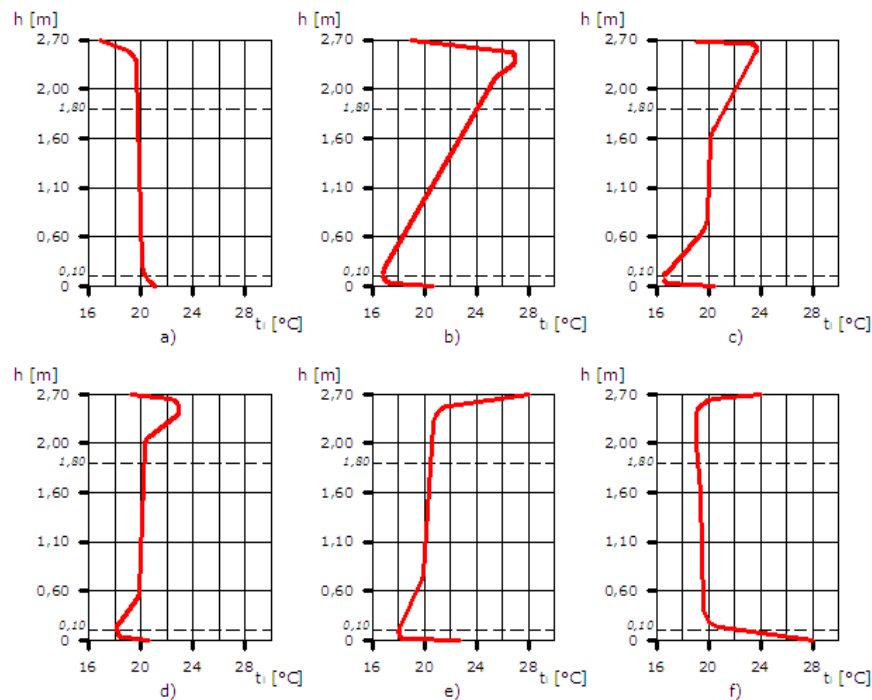 h [m] h [m] h [m]
2,70 2,70 2,70
2,00 2,00 2,00
1,80 1,80 1,80
1,60 1,60 1,60
1,10 1,10 1,10
0,60 0,60 0,60
0,10 0,10 0,10
0 0 0
16 20 24 28 16 20 24 28 16 20 24 28
tᵢ [°C] tᵢ [°C] tᵢ [°C]
a) b) c)
h [m] h [m] h [m]
2,70 2,70 2,70
2,00 2,00 2,00
1,80 1,80 1,80
1,60 1,60 1,60
1,10 1,10 1,10
0,60 0,60 0,60
0,10 0,10 0,10
0 0 0
16 20 24 28 16 20 24 28 16 20 24 28
tᵢ [°C] tᵢ [°C] tᵢ [°C]
d) e) f)